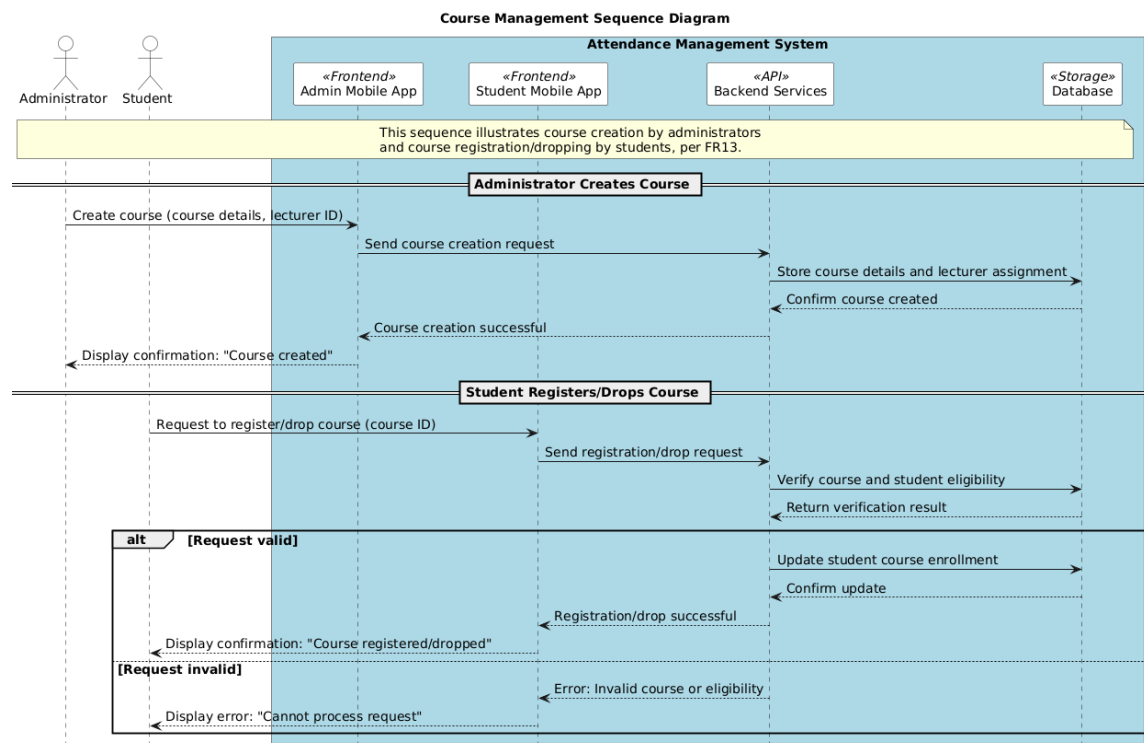 Course Management Sequence Diagram
Attendance Management System
Administrator
Student
«Frontend»
Admin Mobile App
«Frontend»
Student Mobile App
«API»
Backend Services
«Storage»
Database
This sequence illustrates course creation by administrators
and course registration/dropping by students, per FR13.
Administrator Creates Course
Create course (course details, lecturer ID)
Send course creation request
Store course details and lecturer assignment
Confirm course created
Course creation successful
Display confirmation: "Course created"
Student Registers/Drops Course
Request to register/drop course (course ID)
Send registration/drop request
Verify course and student eligibility
Return verification result
alt [Request valid]
Update student course enrollment
Confirm update
Registration/drop successful
Display confirmation: "Course registered/dropped"
[Request invalid]
Error: Invalid course or eligibility
Display error: "Cannot process request"